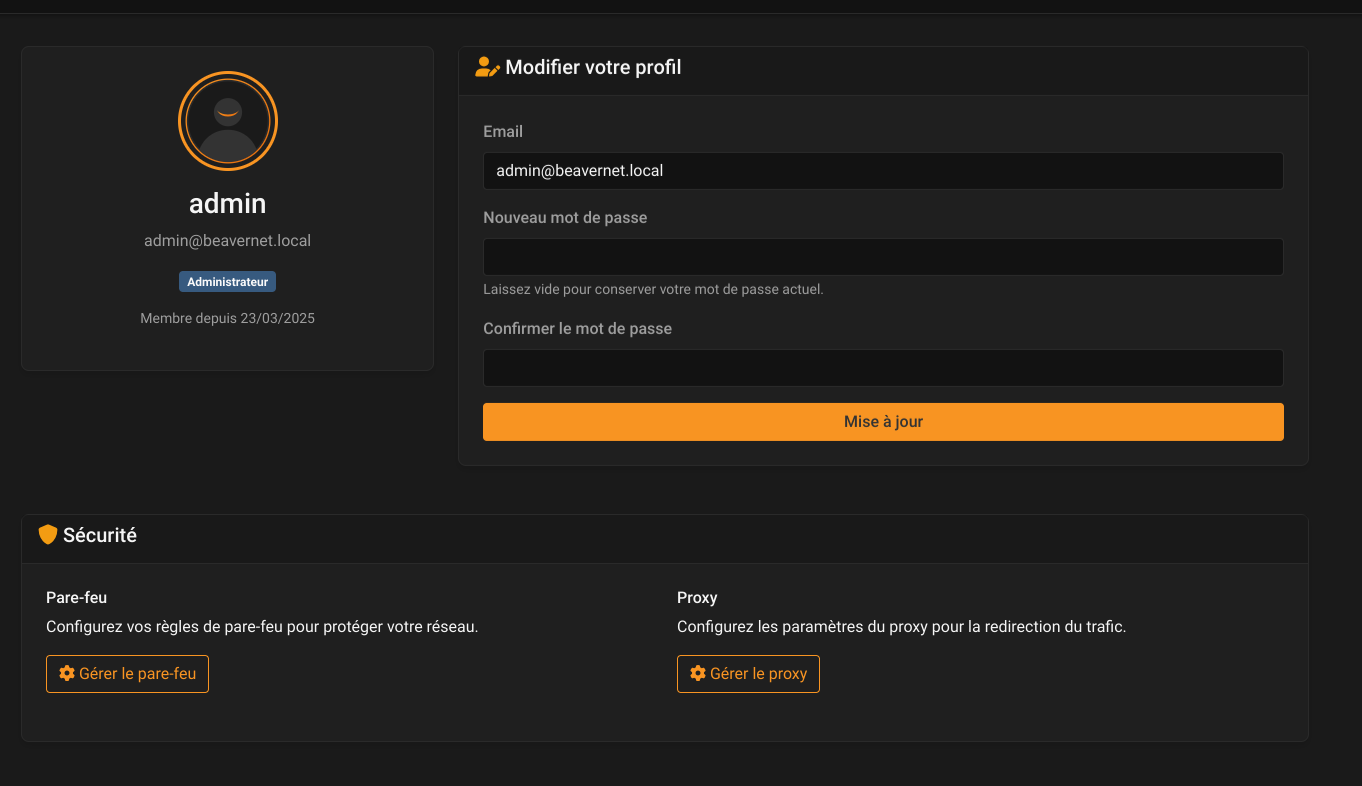 admin
admin@beavernet.local
Administrateur
Membre depuis 23/03/2025
Modifier votre profil
Email
admin@beavernet.local
Nouveau mot de passe
Laissez vide pour conserver votre mot de passe actuel.
Confirmer le mot de passe
Mise à jour
Sécurité
Pare-feu
Configurez vos règles de pare-feu pour protéger votre réseau.
Gérer le pare-feu
Proxy
Configurez les paramètres du proxy pour la redirection du trafic.
Gérer le proxy